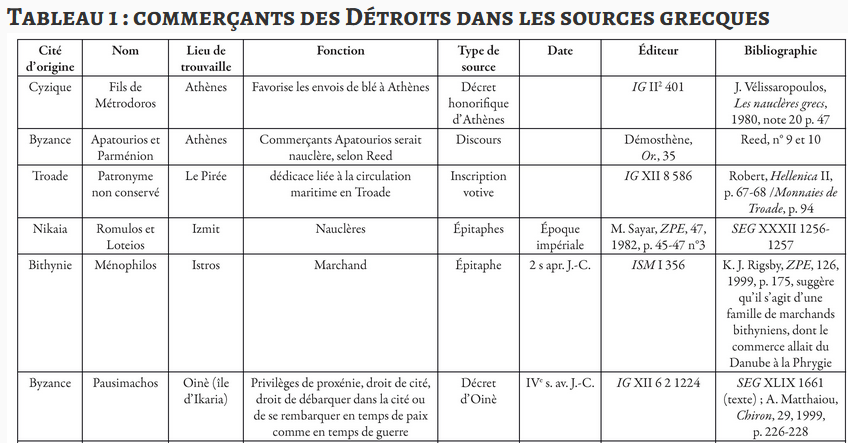 Tableau 1 : commerçants des Détroits dans les sources grecques
Cité d’origine | Nom | Lieu de trouvaille | Fonction | Type de source | Date | Éditeur | Bibliographie
Cyzique | Fils de Métrodoros | Athènes | Favorise les envois de blé à Athènes | Décret honorifique d’Athènes | | IG II² 401 | J. Vélissaropoulos, Les nauclères grecs, 1980, note 20 p. 47
Byzance | Apatourios et Parménion | Athènes | Commerçants Apatourios serait nauclère, selon Reed | Discours | | Démosthène, Or., 35 | Reed, n° 9 et 10
Troade | Patronyme non conservé | Le Pirée | dédicace liée à la circulation maritime en Troade | Inscription votive | | IG XII 8 586 | Robert, Hellenica II, p. 67-68 /Monnaies de Troade, p. 94
Nikaia | Romulos et Loteios | Izmit | Nauclères | Épitaphes | Époque impériale | M. Sayar, ZPE, 47, 1982, p. 45-47 n°3 | SEG XXXII 1256-1257
Bithynie | Ménophilos | Istros | Marchand | Épitaphe | 2 s apr. J.-C. | ISM I 356 | K. J. Rigsby, ZPE, 126, 1999, p. 175, suggère qu’il s’agit d’une famille de marchands bithyniens, dont le commerce allait du Danube à la Phrygie
Byzance | Pausimachos | Oinè (île d’Ikaria) | Privilèges de proxénie, droit de cité, droit de débarquer dans la cité ou de se rembarquer en temps de paix comme en temps de guerre | Décret d’Oinè | IVe s. av. J.-C. | IG XII 6 2 1224 | SEG XLIX 1661 (texte) ; A. Matthaiou, Chiron, 29, 1999, p. 226-228